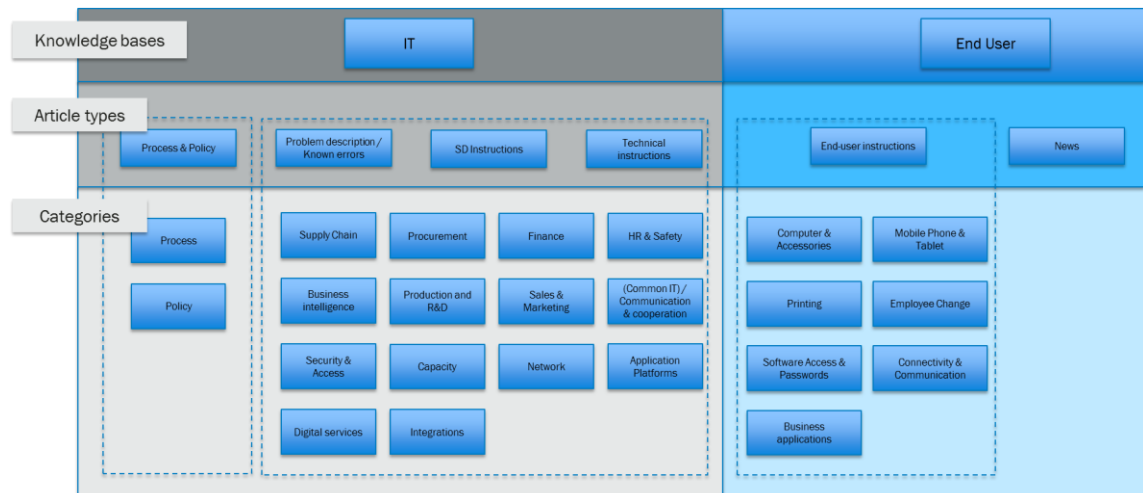 Knowledge bases
IT
End User
Article types
Process & Policy
Problem description /
Known errors
SD Instructions
Technical
instructions
End-user instructions
News
Categories
Process
Policy
Supply Chain
Procurement
Finance
HR & Safety
Business
intelligence
Production and
R&D
Sales &
Marketing
(Common IT) /
Communication
& cooperation
Security &
Access
Capacity
Network
Application
Platforms
Digital services
Integrations
Computer &
Accessories
Mobile Phone &
Tablet
Printing
Employee Change
Software Access &
Passwords
Connectivity &
Communication
Business
applications